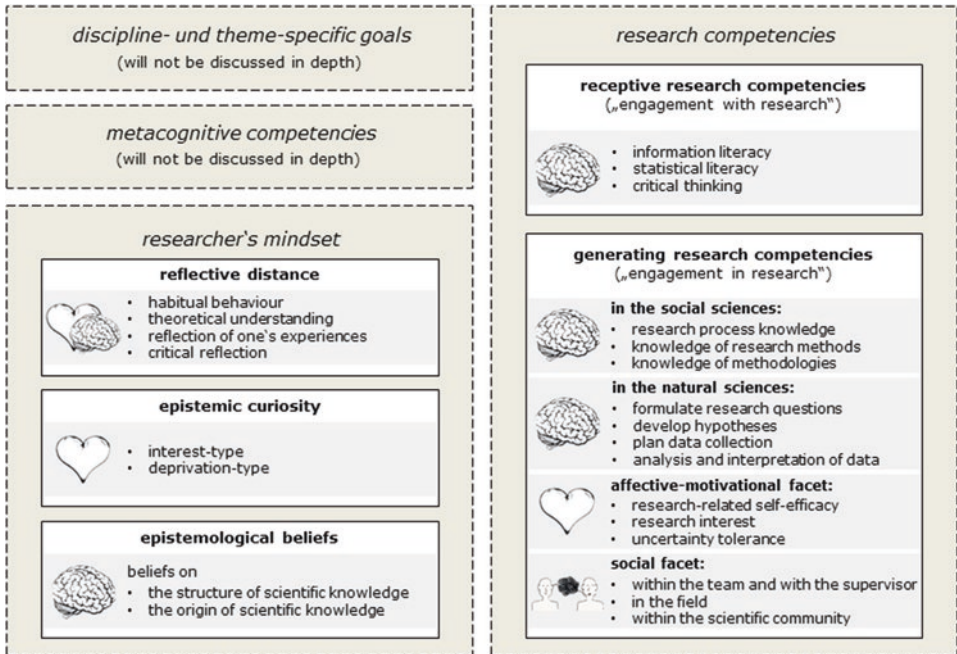 discipline- und theme-specific goals
(will not be discussed in depth)
metacognitive competencies
(will not be discussed in depth)
researcher‘s mindset
reflective distance
• habitual behaviour
• theoretical understanding
• reflection of one‘s experiences
• critical reflection
epistemic curiosity
• interest-type
• deprivation-type
epistemological beliefs
beliefs on
• the structure of scientific knowledge
• the origin of scientific knowledge
research competencies
receptive research competencies
(„engagement with research“)
• information literacy
• statistical literacy
• critical thinking
generating research competencies
(„engagement in research“)
in the social sciences:
• research process knowledge
• knowledge of research methods
• knowledge of methodologies
in the natural sciences:
• formulate research questions
• develop hypotheses
• plan data collection
• analysis and interpretation of data
affective-motivational facet:
• research-related self-efficacy
• research interest
• uncertainty tolerance
social facet:
• within the team and with the supervisor
• in the field
• within the scientific community